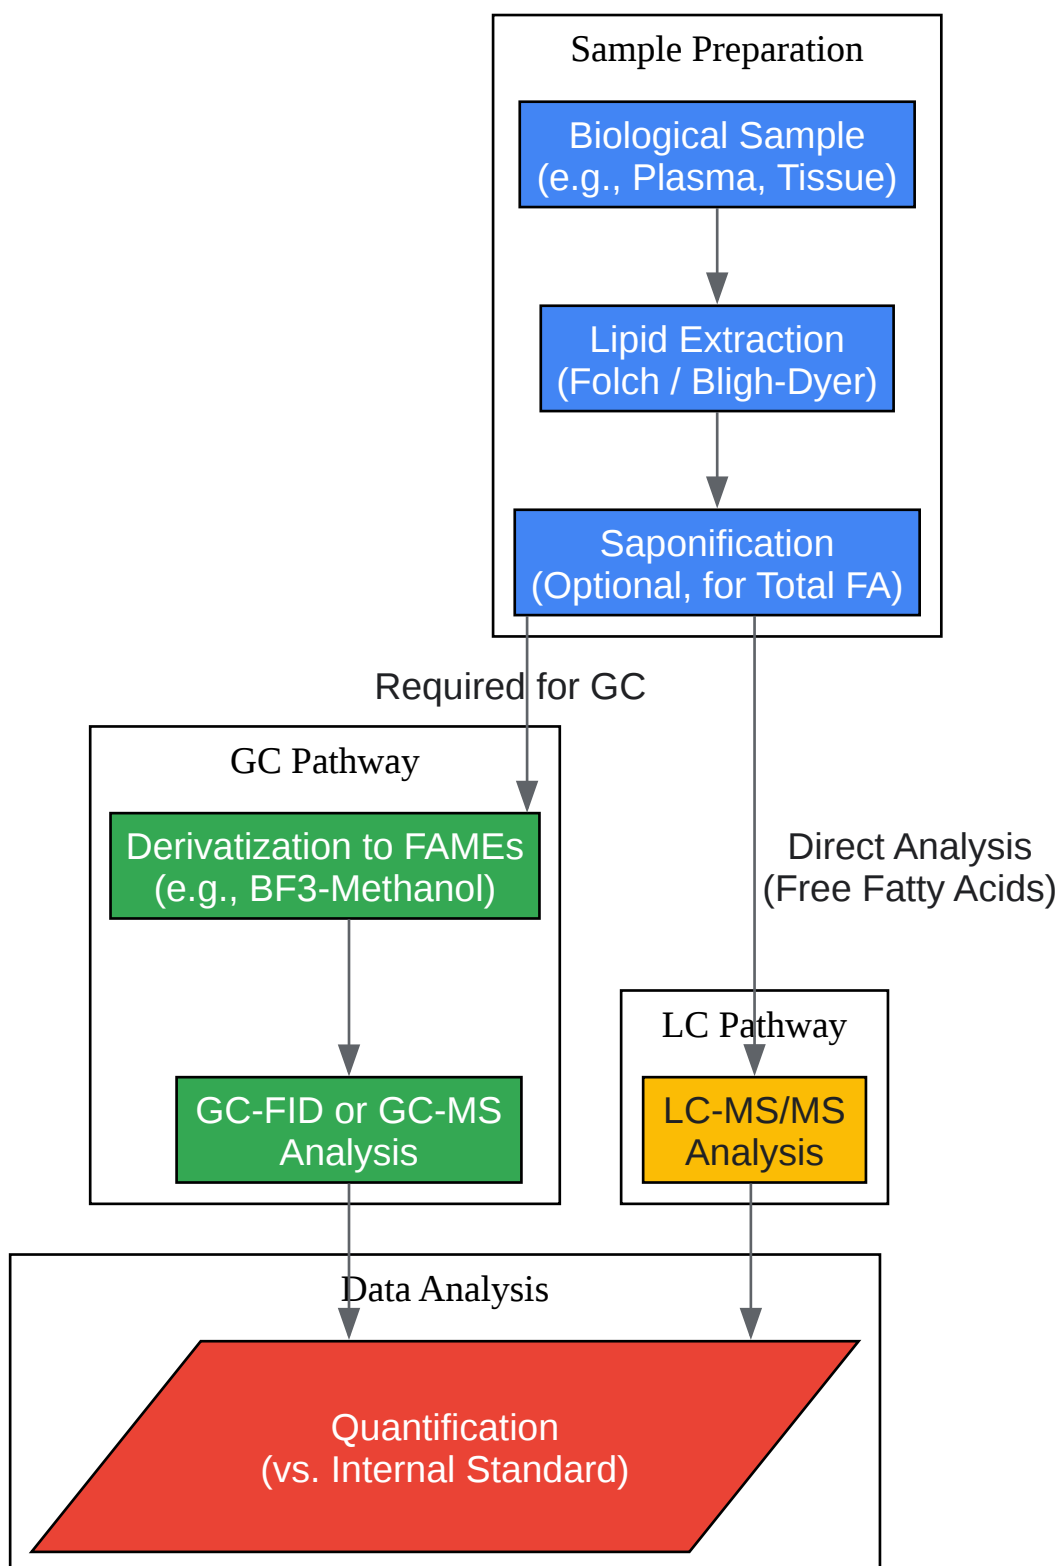 Sample Preparation
Biological Sample
(e.g., Plasma, Tissue)
Lipid Extraction
(Folch / Bligh-Dyer)
Saponification
(Optional, for Total FA)
Required for GC
GC Pathway
Derivatization to FAMEs
(e.g., BF3-Methanol)
Direct Analysis
(Free Fatty Acids)
LC Pathway
GC-FID or GC-MS
Analysis
LC-MS/MS
Analysis
Data Analysis
Quantification
(vs. Internal Standard)